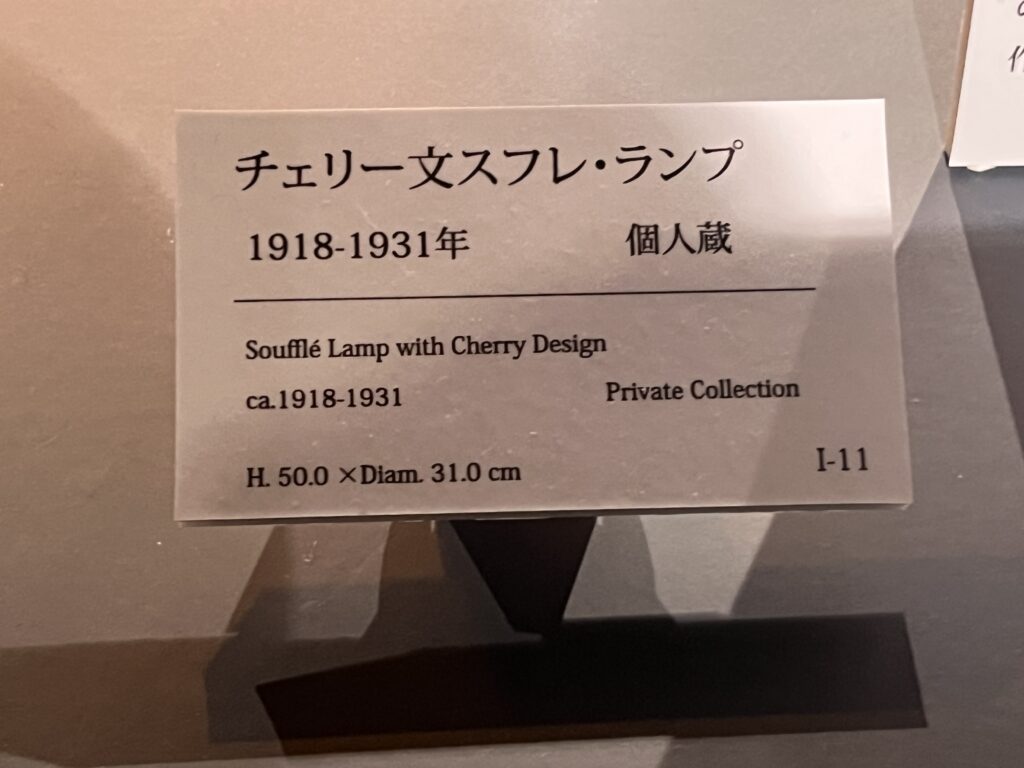 チェリー文スフレ・ランプ
1918-1931年 個人蔵
Soufflé Lamp with Cherry Design
ca.1918-1931 Private Collection
H. 50.0 ×Diam. 31.0 cm I-11